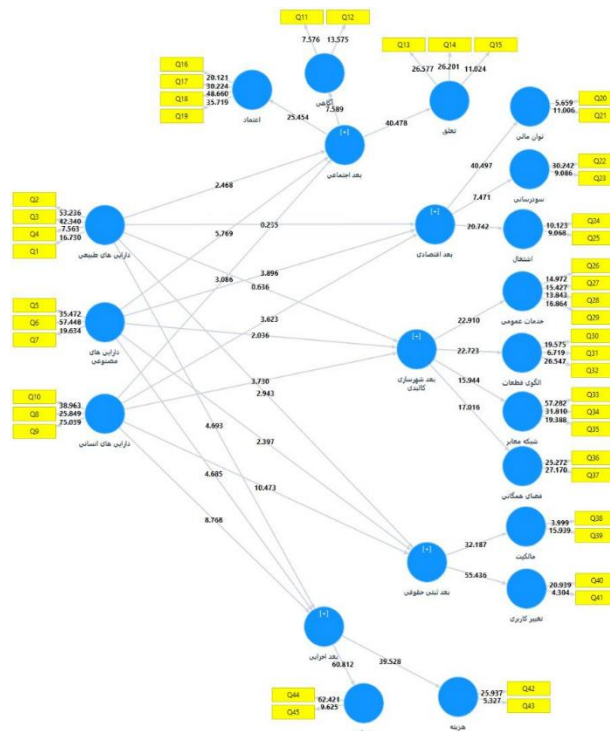 Q11
Q12
7.576
13.575
Q13
Q14
Q15
26.577
26.201
11.024
Q16
Q17
Q18
Q19
20.121
30.224
48.660
35.719
اعتماد
آگاهی
تعلق
25.454
7.589
40.478
[+]
بعد اجتماعی
Q20
Q21
5.659
11.006
توان مالی
Q22
Q23
30.242
9.086
سودرسانی
Q24
Q25
10.123
9.068
اشتغال
40.497
7.471
20.742
[+]
بعد اقتصادی
Q2
Q3
Q4
Q1
53.236
42.340
7.563
16.730
دارایی های طبیعی
2.468
0.255
5.769
3.896
3.086
0.636
Q5
Q6
Q7
35.472
57.448
19.634
دارایی های
مصنوعی
3.623
2.036
Q10
Q8
Q9
38.963
25.849
75.039
دارایی های انسانی
3.730
2.943
4.693
2.397
4.685
10.473
8.768
[+]
بعد شهرسازی
کالبدی
22.910
22.723
15.944
17.016
Q26
Q27
Q28
Q29
14.972
15.427
13.843
16.864
خدمات عمومی
Q30
Q31
Q32
19.575
6.719
26.547
الگوی قطعات
Q33
Q34
Q35
57.282
31.810
19.388
شبکه معابر
Q36
Q37
25.272
27.170
فضای همگانی
[+]
بعد ثبتی حقوقی
32.187
55.436
Q38
Q39
3.999
15.939
مالکیت
Q40
Q41
20.939
4.304
تغییر کاربری
[+]
بعد اجرایی
60.812
39.528
Q44
Q45
62.421
9.625
Q42
Q43
25.937
5.327
هزینه